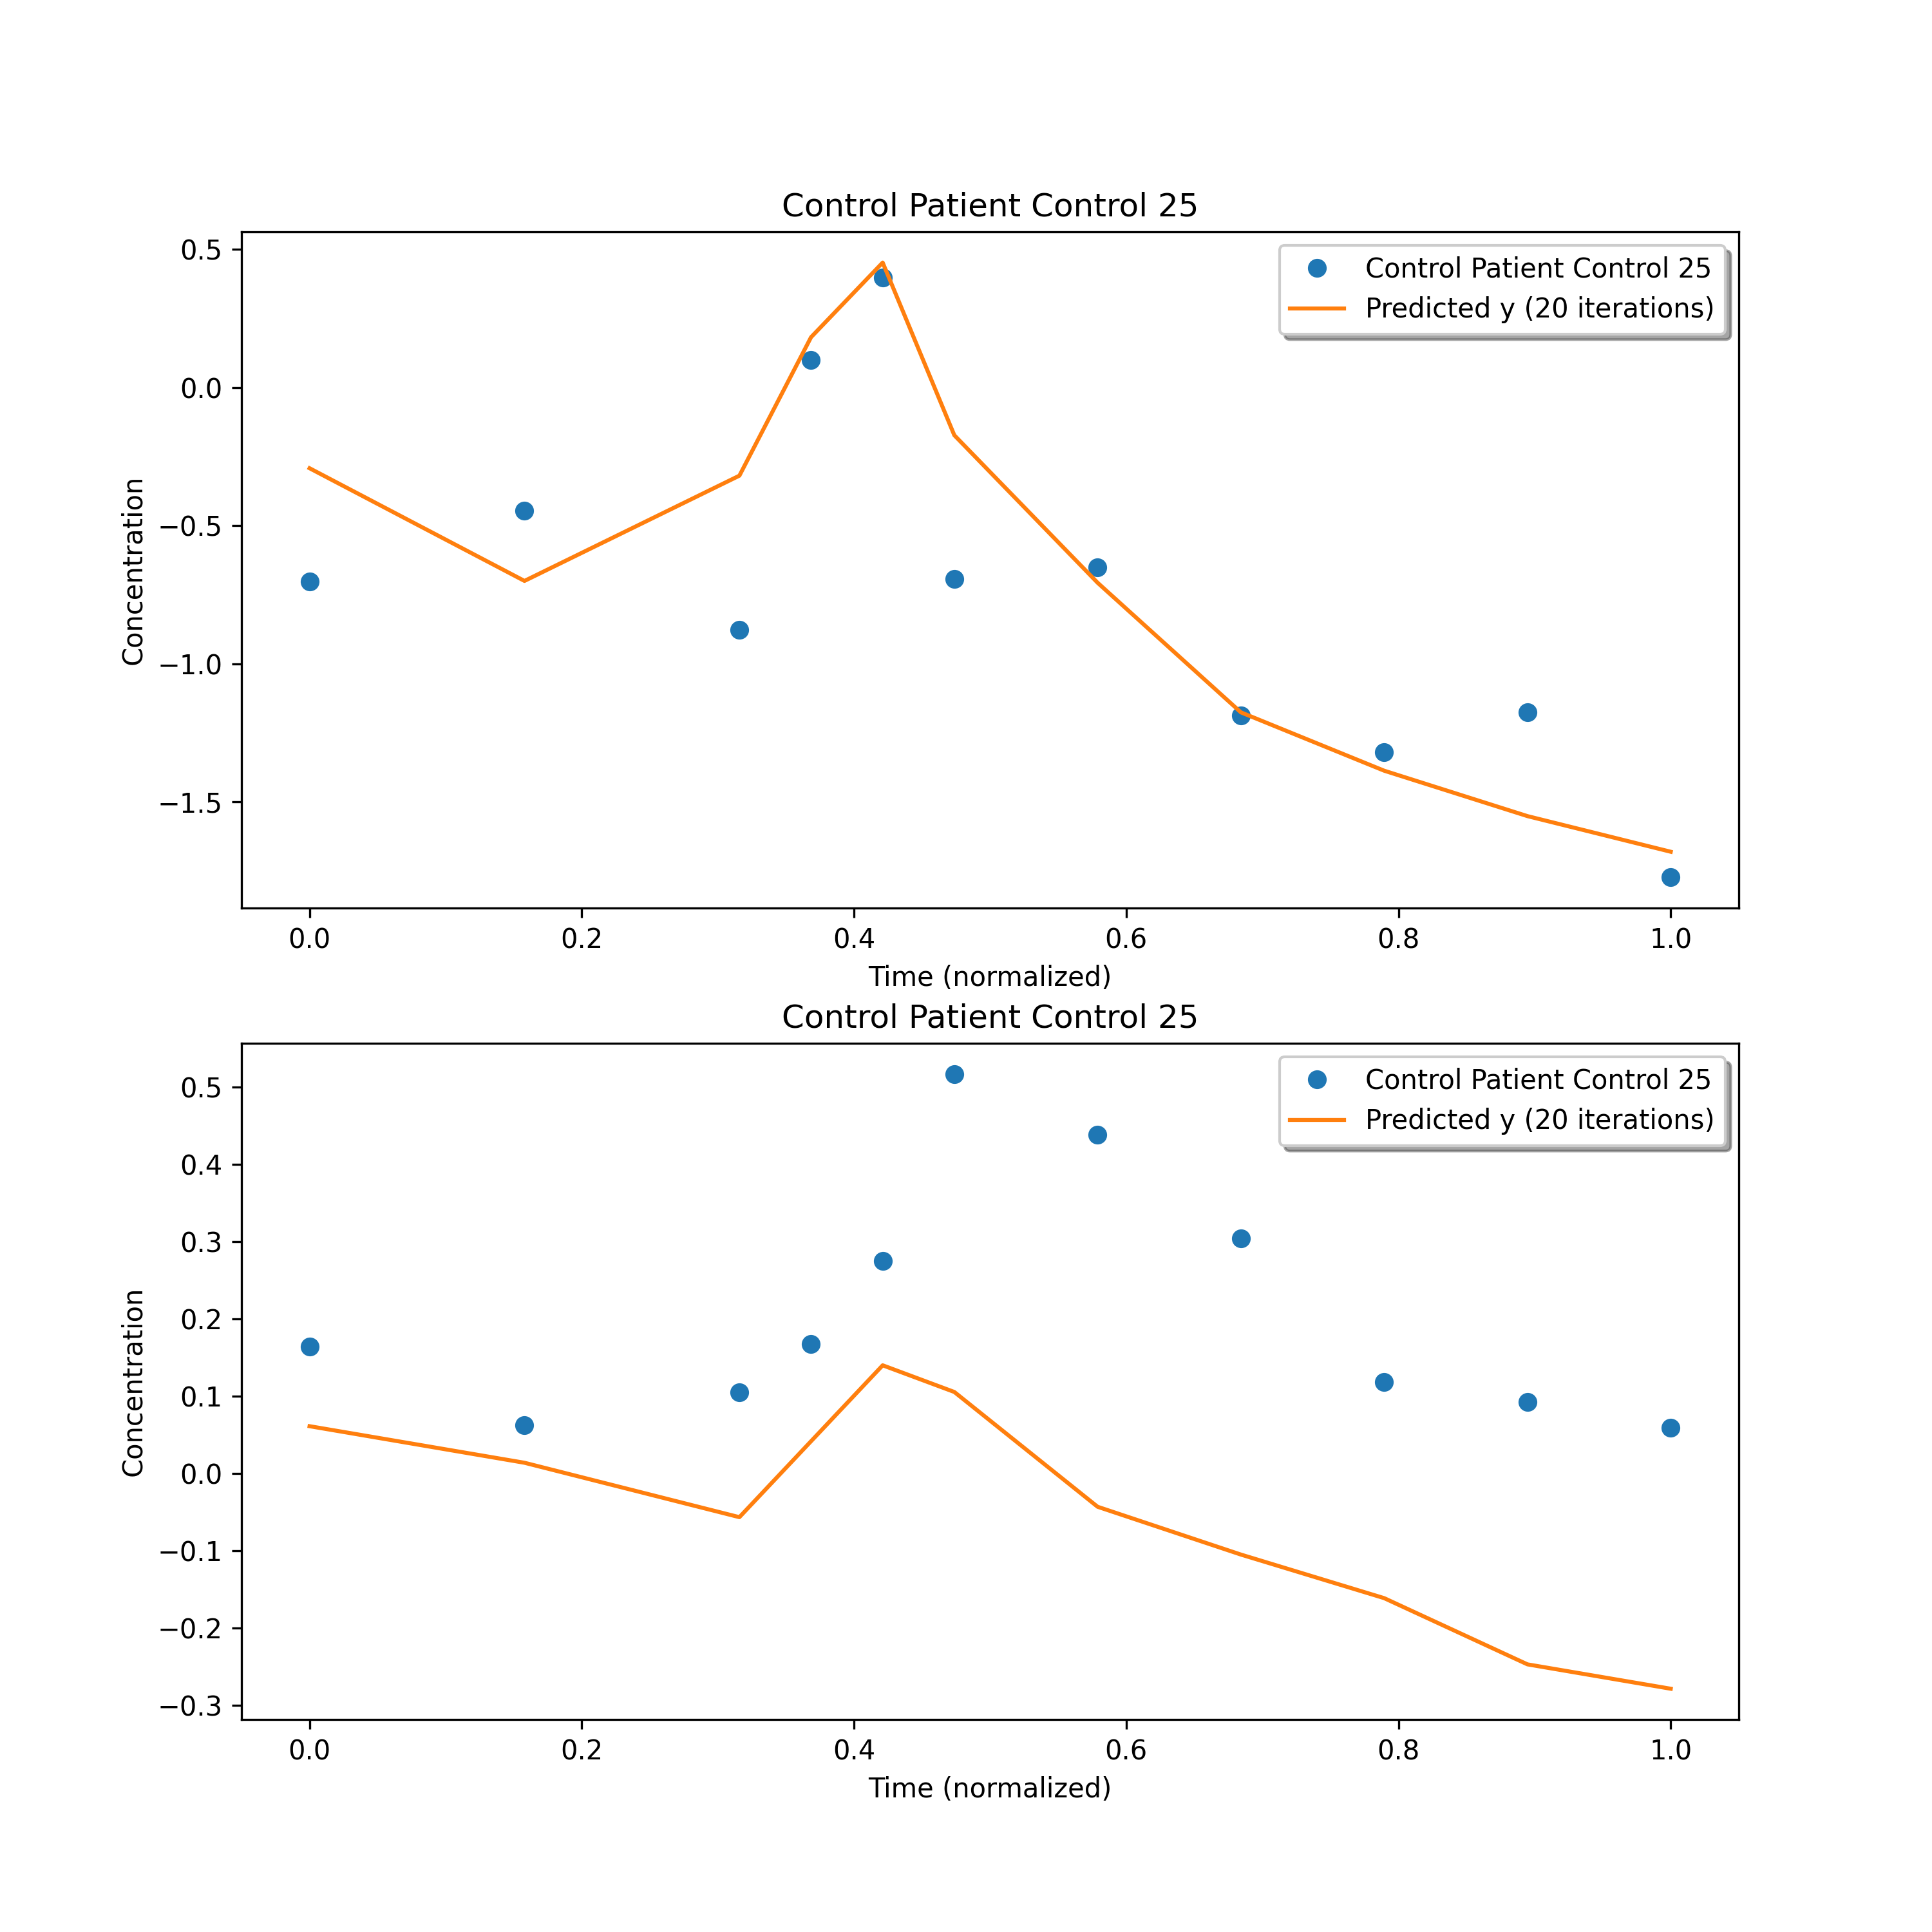 Control Patient Control 25
0.5
0.0
−0.5
−1.0
−1.5
Concentration
Control Patient Control 25
Predicted y (20 iterations)
0.0 0.2 0.4 0.6 0.8 1.0
Time (normalized)
Control Patient Control 25
0.5
0.4
0.3
0.2
0.1
0.0
−0.1
−0.2
−0.3
Concentration
Control Patient Control 25
Predicted y (20 iterations)
0.0 0.2 0.4 0.6 0.8 1.0
Time (normalized)